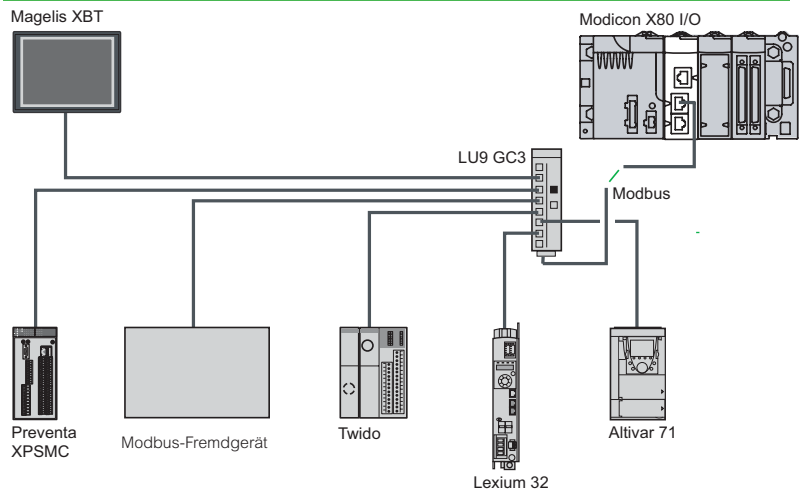 Magelis XBT
Modicon X80 I/O
LU9 GC3
Modbus
Preventa
XPSMC
Modbus-Fremdgerät
Twido
Lexium 32
Altivar 71